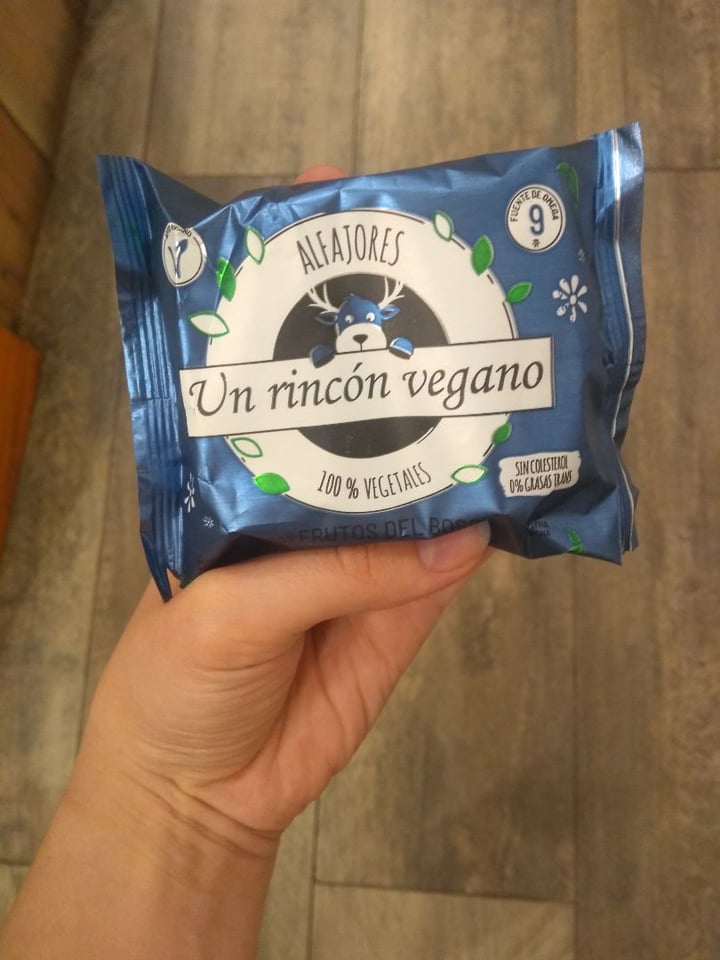 ALFAJORES
FUENTE DE OMEGA
9
Un rincón vegano
100 % VEGETALES
SIN COLESTEROL
0% GRASAS TRANS
FRUTOS DEL